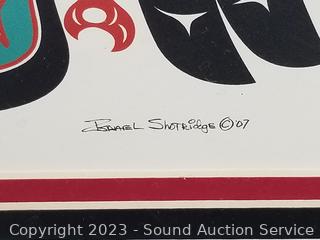 Israel Shotridge © '07
Copyright 2023 - Sound Auction Service